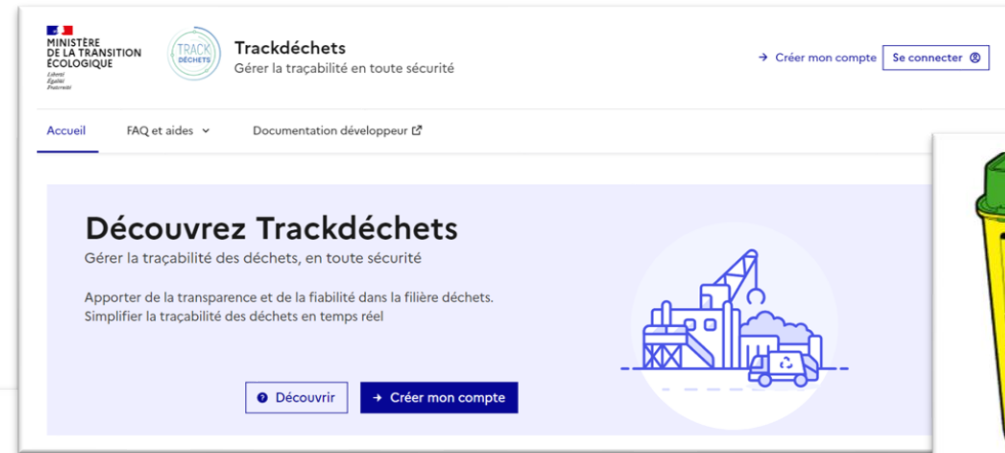 MINISTÈRE
DE LA TRANSITION
ÉCOLOGIQUE
Liberté
Égalité
Fraternité
TRACK
DÉCHETS
Trackdéchets
Gérer la traçabilité en toute sécurité
→ Créer mon compte
Se connecter
Accueil
FAQ et aides
Documentation développeur
Découvrez Trackdéchets
Gérer la traçabilité des déchets, en toute sécurité
Apporter de la transparence et de la fiabilité dans la filière déchets.
Simplifier la traçabilité des déchets en temps réel
Découvrir
→ Créer mon compte